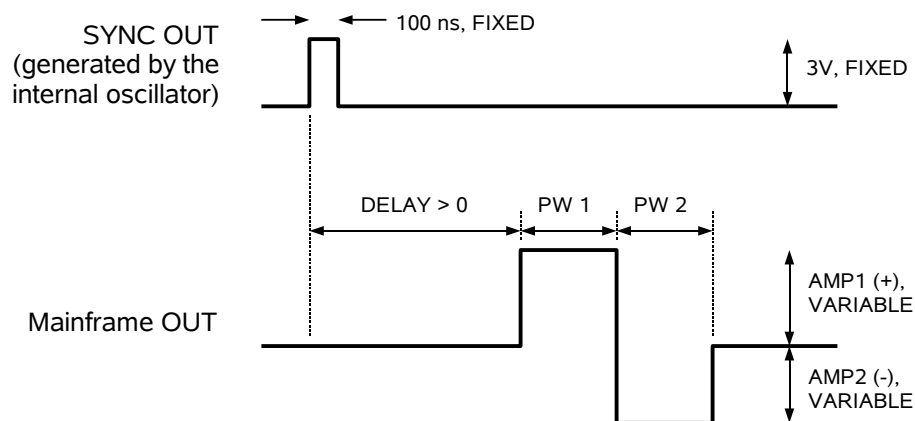 100 ns, FIXED
SYNC OUT
(generated by the
internal oscillator)
3V, FIXED
DELAY > 0
PW 1
PW 2
AMP1 (+),
VARIABLE
Mainframe OUT
AMP2 (-),
VARIABLE